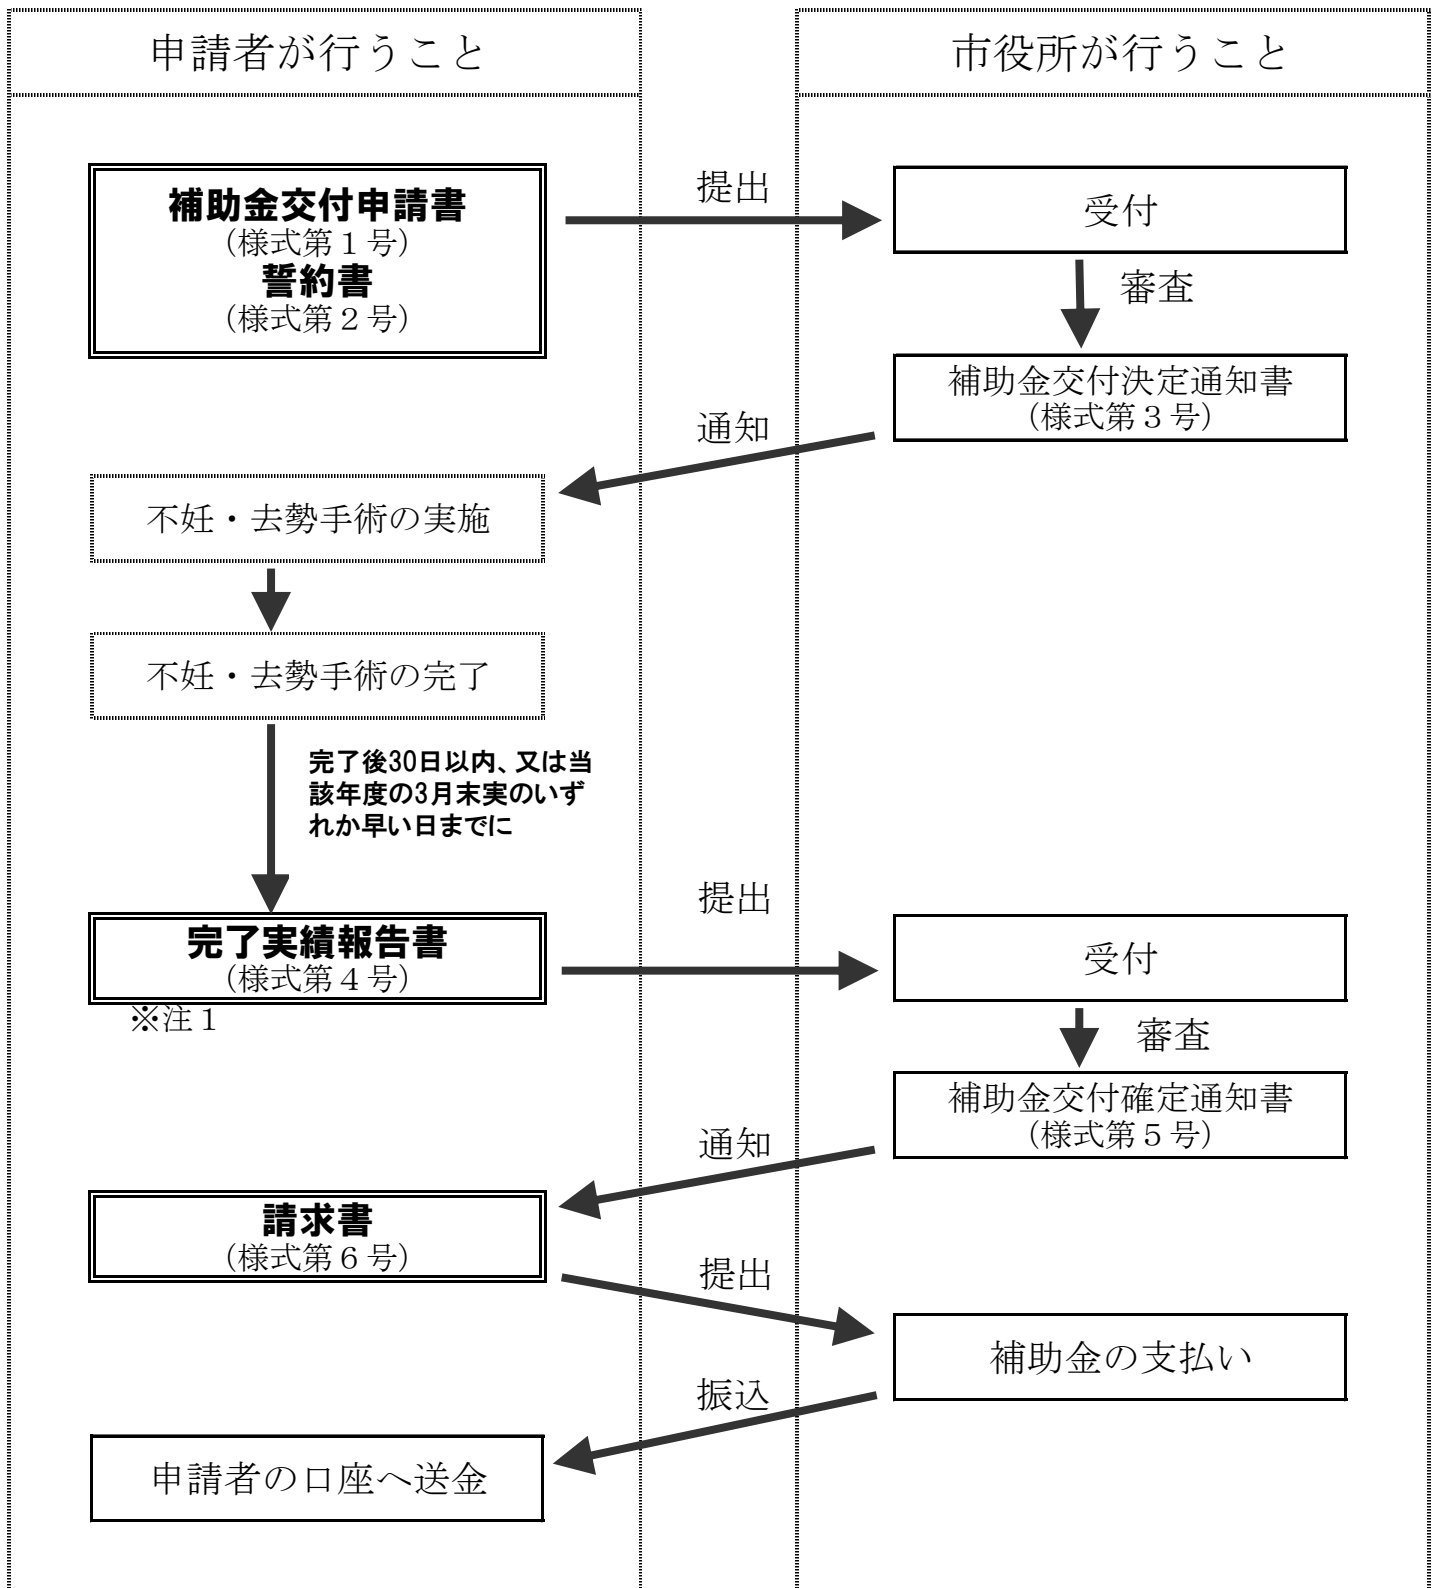 申請者が行うこと
市役所が行うこと
補助金交付申請書
（様式第１号）
誓約書
（様式第２号）
提出
受付
審査
補助金交付決定通知書
（様式第３号）
通知
不妊・去勢手術の実施
不妊・去勢手術の完了
完了後30日以内、又は当
該年度の3月末実のいず
れか早い日までに
完了実績報告書
（様式第４号）
※注１
提出
受付
審査
補助金交付確定通知書
（様式第５号）
通知
請求書
（様式第６号）
提出
補助金の支払い
振込
申請者の口座へ送金